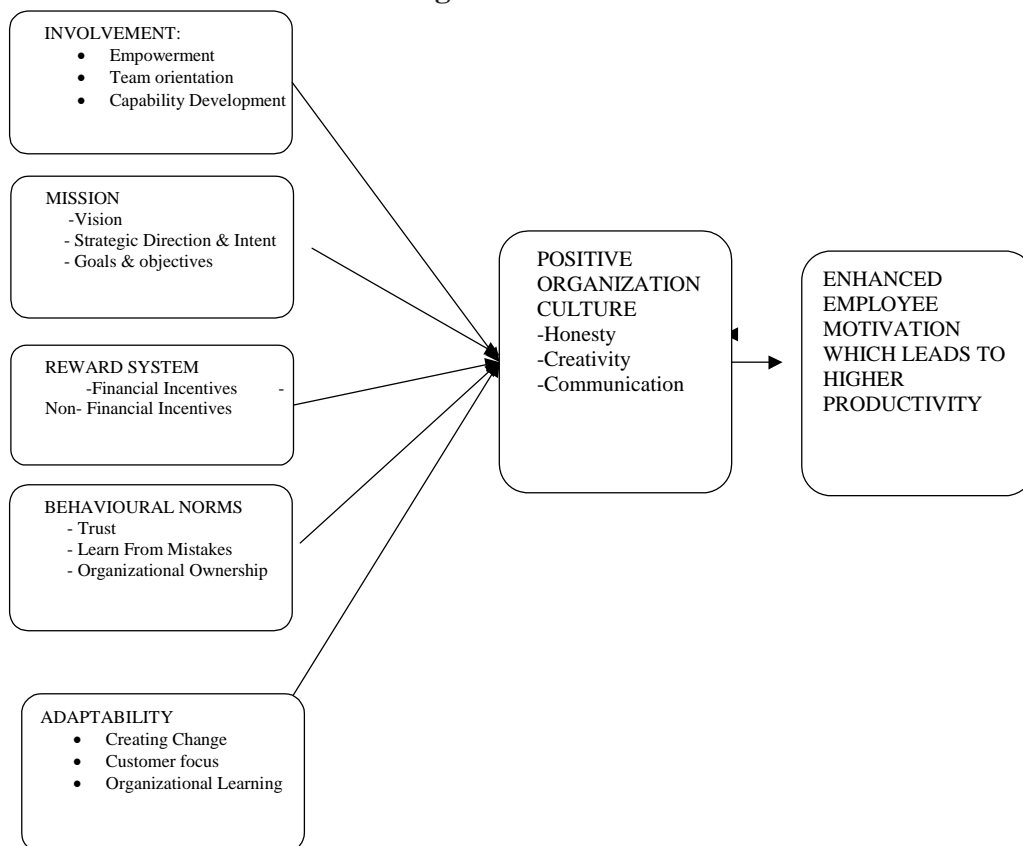 INVOLVEMENT:
• Empowerment
• Team orientation
• Capability Development
MISSION
-Vision
- Strategic Direction & Intent
- Goals & objectives
REWARD SYSTEM
-Financial Incentives -
Non- Financial Incentives
BEHAVIOURAL NORMS
- Trust
- Learn From Mistakes
- Organizational Ownership
ADAPTABILITY
• Creating Change
• Customer focus
• Organizational Learning
POSITIVE
ORGANIZATION
CULTURE
-Honesty
-Creativity
-Communication
ENHANCED
EMPLOYEE
MOTIVATION
WHICH LEADS TO
HIGHER
PRODUCTIVITY